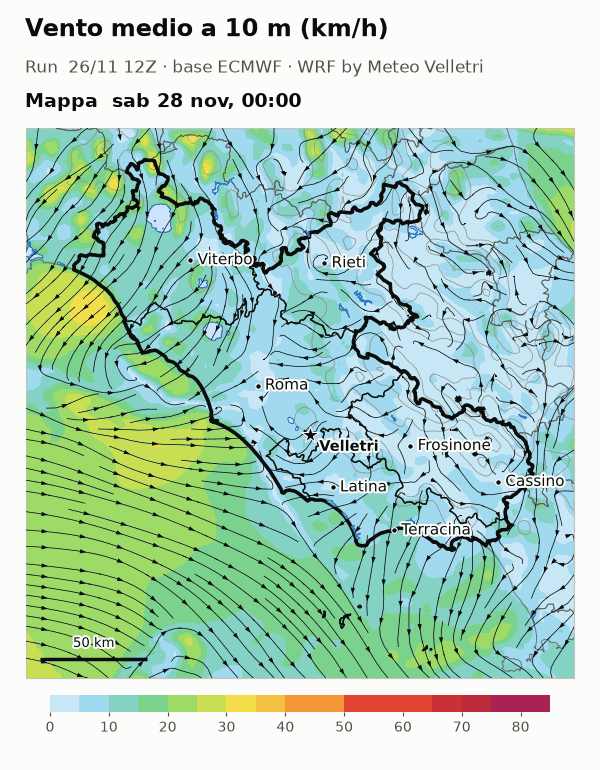 Vento medio a 10 m (km/h)
Run 26/11 12Z · base ECMWF · WRF by Meteo Velletri
Mappa sab 28 nov, 00:00
Viterbo
Rieti
Roma
Velletri
Frosinone
Cassino
Latina
Terracina
50 km
0 10 20 30 40 50 60 70 80